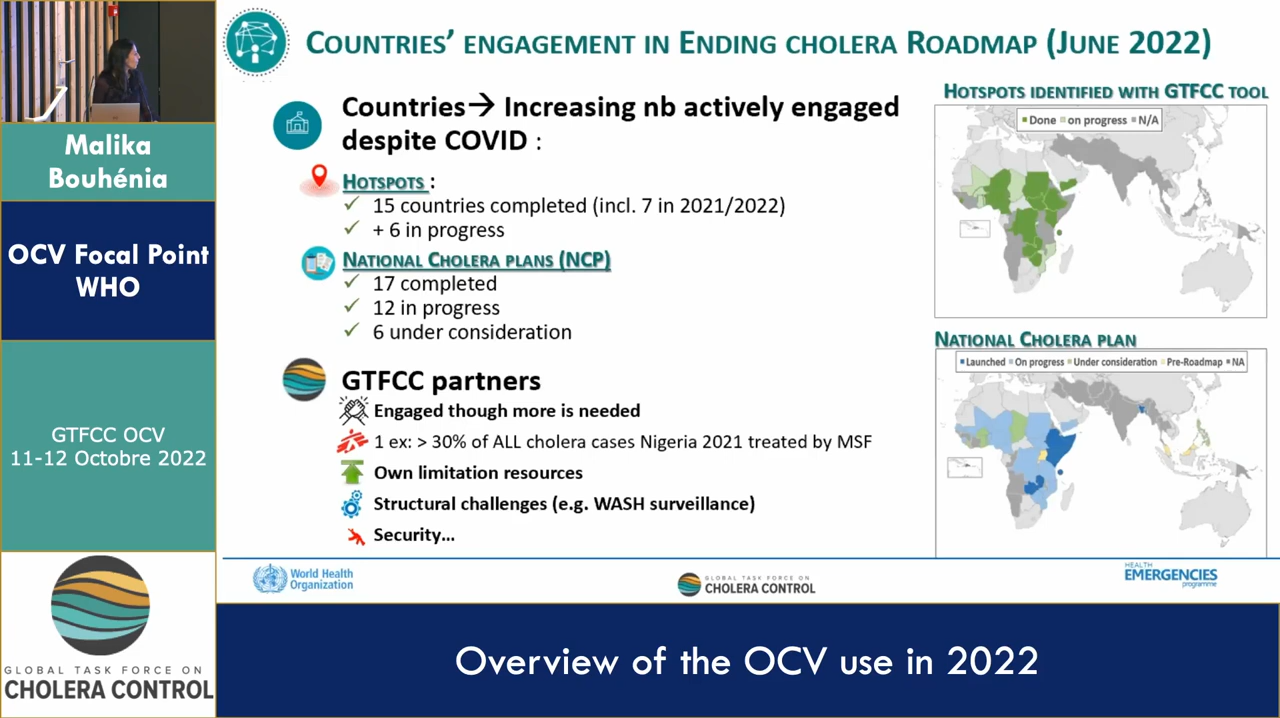 Malika
Bouhénia
OCV Focal Point
WHO
GTFCC OCV
11-12 Octobre 2022
GLOBAL TASK FORCE ON
CHOLERA CONTROL
COUNTRIES' ENGAGEMENT IN ENDING CHOLERA ROADMAP (JUNE 2022)
Countries→ Increasing nb actively engaged
despite COVID :
HOTSPOTS :
✓ 15 countries completed (incl. 7 in 2021/2022)
✓ + 6 in progress
NATIONAL CHOLERA PLANS (NCP)
✓ 17 completed
✓ 12 in progress
✓ 6 under consideration
GTFCC partners
Engaged though more is needed
1 ex: > 30% of ALL cholera cases Nigeria 2021 treated by MSF
Own limitation resources
Structural challenges (e.g. WASH surveillance)
Security...
HOTSPOTS IDENTIFIED WITH GTFCC TOOL
Done on progress N/A
NATIONAL CHOLERA PLAN
Launched On progress Under consideration Pre-Roadmap NA
World Health
Organization
GLOBAL TASK FORCE ON
CHOLERA CONTROL
HEALTH
EMERGENCIES
programme
Overview of the OCV use in 2022